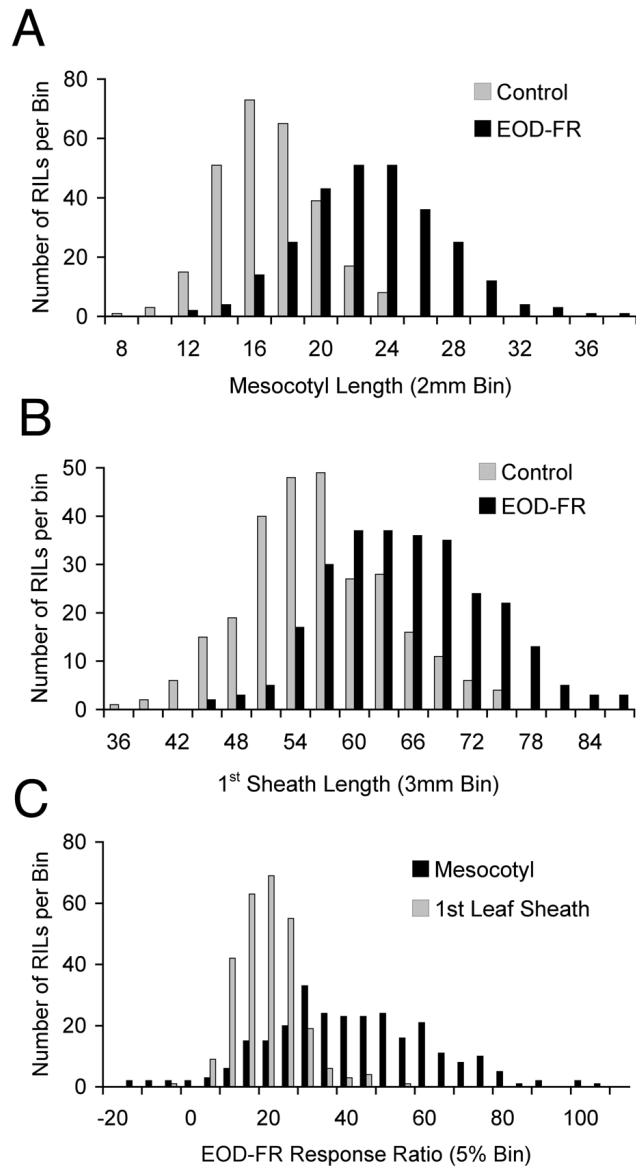 A
80
60
40
20
0
Number of RILs per Bin
Control
EOD-FR
8 12 16 20 24 28 32 36
Mesocotyl Length (2mm Bin)
B
50
40
30
20
10
0
Number of RILs per bin
Control
EOD-FR
36 42 48 54 60 66 72 78 84
1st Sheath Length (3mm Bin)
C
80
60
40
20
0
Number of RILs per Bin
Mesocotyl
1st Leaf Sheath
-20 0 20 40 60 80 100
EOD-FR Response Ratio (5% Bin)